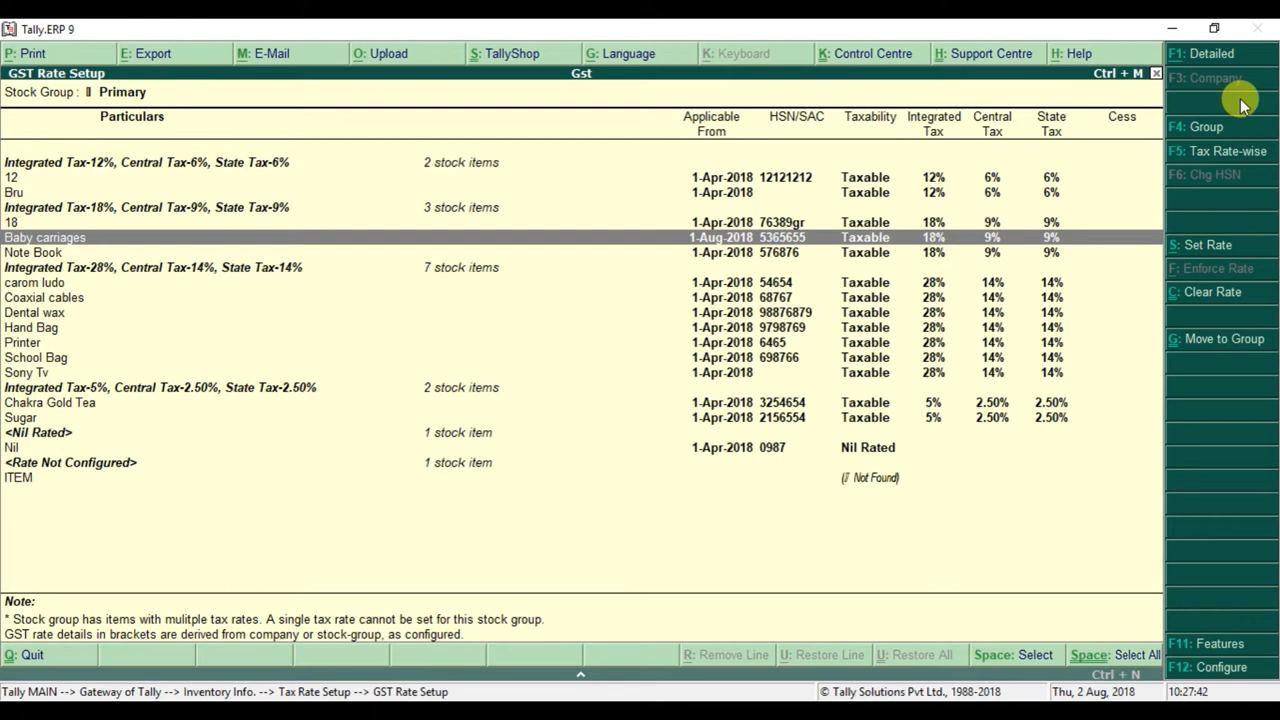 Tally.ERP 9
P: Print E: Export M: E-Mail O: Upload S: TallyShop G: Language K: Keyboard K: Control Centre H: Support Centre H: Help
GST Rate Setup Gst Ctrl + M
Stock Group : Primary
Particulars Applicable From HSN/SAC Taxability Integrated Tax Central Tax State Tax Cess
Integrated Tax-12%, Central Tax-6%, State Tax-6% 2 stock items
12 1-Apr-2018 12121212 Taxable 12% 6% 6%
Bru 1-Apr-2018 Taxable 12% 6% 6%
Integrated Tax-18%, Central Tax-9%, State Tax-9% 3 stock items
18 1-Apr-2018 76389gr Taxable 18% 9% 9%
Baby carriages 1-Aug-2018 5365655 Taxable 18% 9% 9%
Note Book 1-Apr-2018 576876 Taxable 18% 9% 9%
Integrated Tax-28%, Central Tax-14%, State Tax-14% 7 stock items
carom ludo 1-Apr-2018 54654 Taxable 28% 14% 14%
Coaxial cables 1-Apr-2018 68767 Taxable 28% 14% 14%
Dental wax 1-Apr-2018 98876879 Taxable 28% 14% 14%
Hand Bag 1-Apr-2018 9798769 Taxable 28% 14% 14%
Printer 1-Apr-2018 6465 Taxable 28% 14% 14%
School Bag 1-Apr-2018 698766 Taxable 28% 14% 14%
Sony Tv 1-Apr-2018 Taxable 28% 14% 14%
Integrated Tax-5%, Central Tax-2.50%, State Tax-2.50% 2 stock items
Chakra Gold Tea 1-Apr-2018 3254654 Taxable 5% 2.50% 2.50%
Sugar 1-Apr-2018 2156554 Taxable 5% 2.50% 2.50%
<Nil Rated> 1 stock item
Nil 1-Apr-2018 0987 Nil Rated
<Rate Not Configured> 1 stock item
ITEM ( Not Found)
Note:
* Stock group has items with mulitple tax rates. A single tax rate cannot be set for this stock group.
GST rate details in brackets are derived from company or stock-group, as configured.
Q: Quit R: Remove Line U: Restore Line U: Restore All Space: Select Space: Select All
Ctrl + N
Tally MAIN --> Gateway of Tally --> Inventory Info. --> Tax Rate Setup --> GST Rate Setup © Tally Solutions Pvt Ltd., 1988-2018 Thu, 2 Aug, 2018 10:27:42
F1: Detailed
F3: Company
F4: Group
F5: Tax Rate-wise
F6: Chg HSN
S: Set Rate
F: Enforce Rate
C: Clear Rate
G: Move to Group
F11: Features
F12: Configure